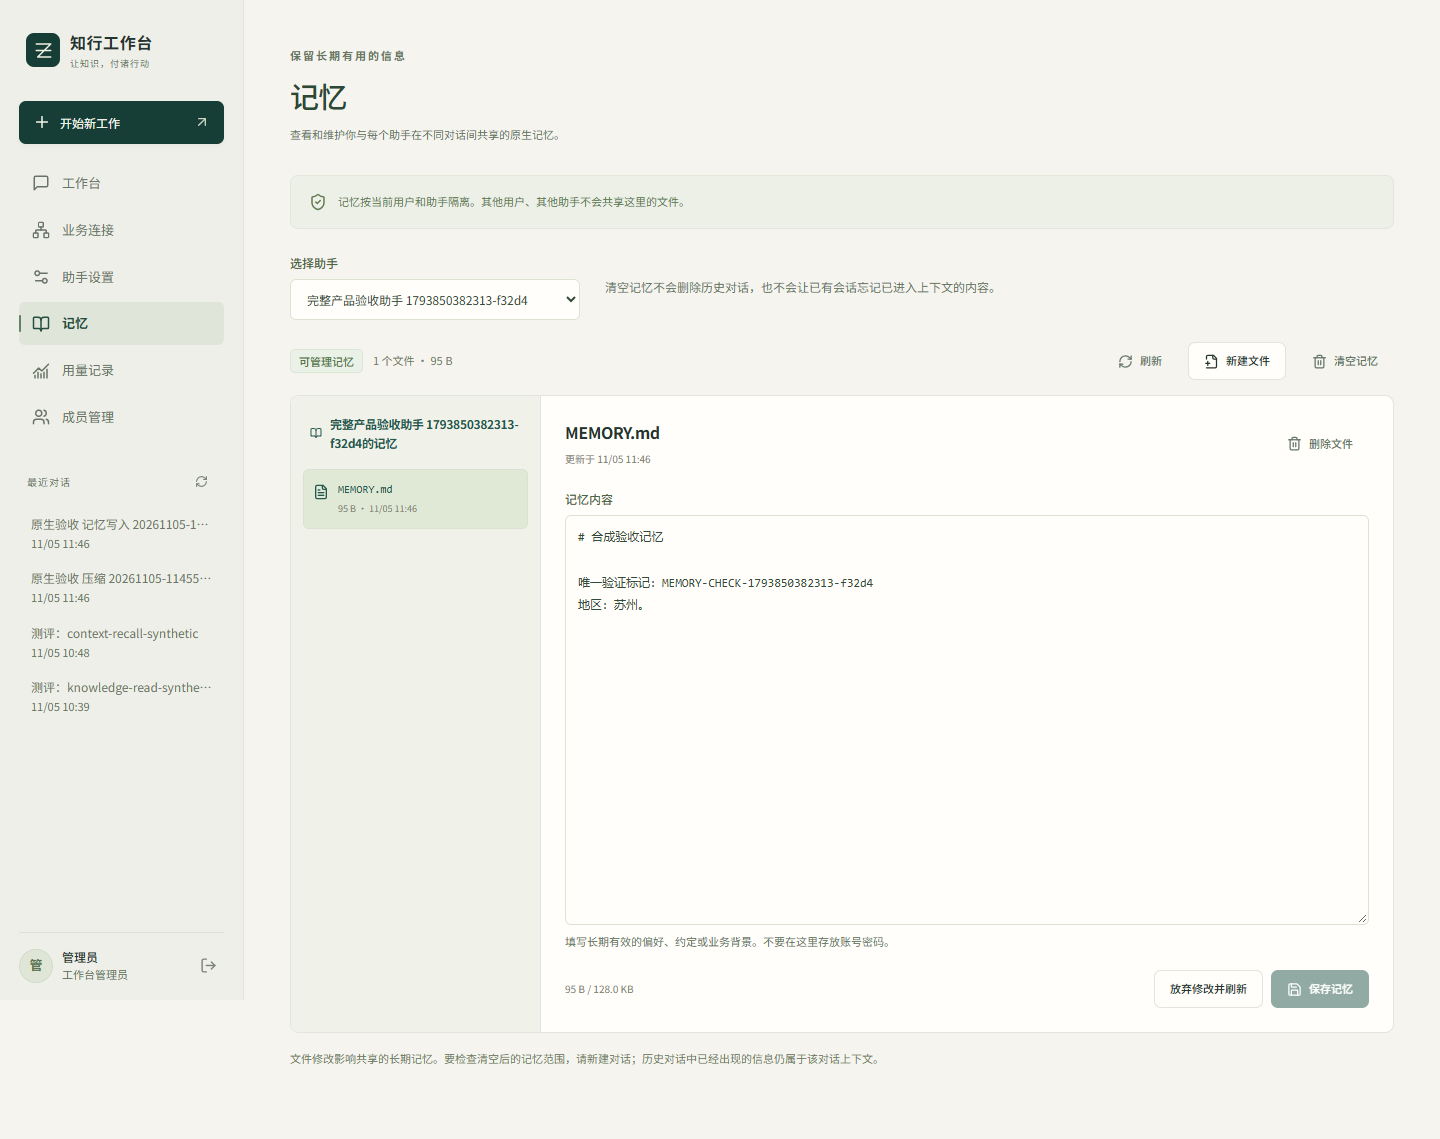 知行工作台
让知识，付诸行动
开始新工作
工作台
业务连接
助手设置
记忆
用量记录
成员管理
最近对话
原生验收 记忆写入 20261105-1···
11/05 11:46
原生验收 压缩 20261105-11455···
11/05 11:46
测评：context-recall-synthetic
11/05 10:48
测评：knowledge-read-synthe···
11/05 10:39
管
管理员
工作台管理员
保留长期有用的信息
记忆
查看和维护你与每个助手在不同对话间共享的原生记忆。
记忆按当前用户和助手隔离。其他用户、其他助手不会共享这里的文件。
选择助手
完整产品验收助手 1793850382313-f32d4
清空记忆不会删除历史对话，也不会让已有会话忘记已进入上下文的内容。
可管理记忆
1 个文件 · 95 B
刷新
新建文件
清空记忆
完整产品验收助手 1793850382313-
f32d4的记忆
MEMORY.md
95 B · 11/05 11:46
MEMORY.md
更新于 11/05 11:46
删除文件
记忆内容
# 合成验收记忆
唯一验证标记: MEMORY-CHECK-1793850382313-f32d4
地区: 苏州。
填写长期有效的偏好、约定或业务背景。不要在这里存放账号密码。
95 B / 128.0 KB
放弃修改并刷新
保存记忆
文件修改影响共享的长期记忆。要检查清空后的记忆范围，请新建对话；历史对话中已经出现的信息仍属于该对话上下文。